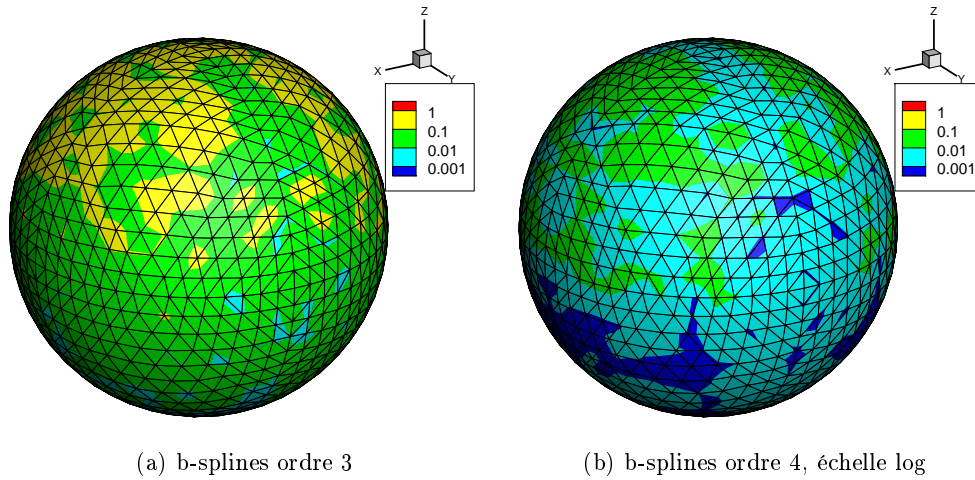 Z
X
Y
1
0.1
0.01
0.001
Z
X
Y
1
0.1
0.01
0.001
(a) b-splines ordre 3
(b) b-splines ordre 4, échelle log